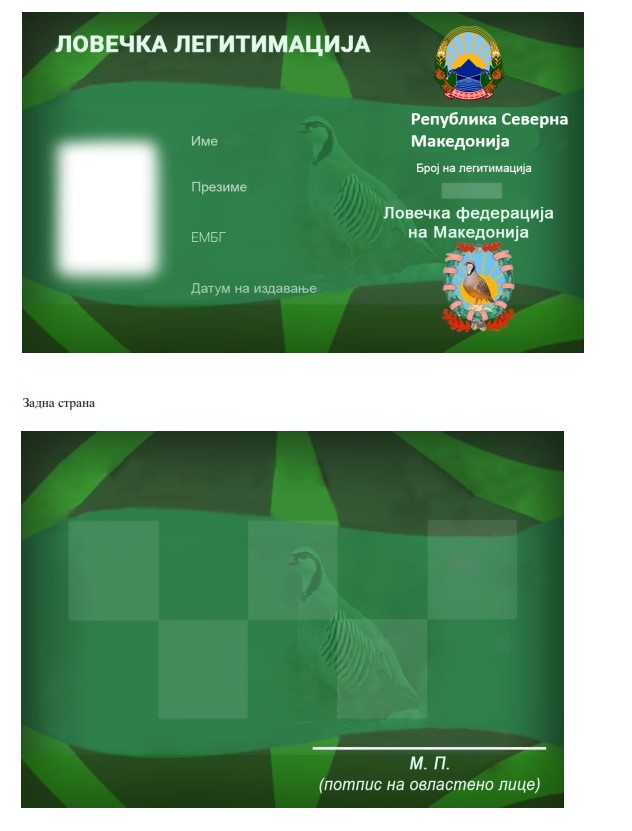 ЛОВЕЧКА ЛЕГИТИМАЦИЈА
Република Северна
Македонија
Број на легитимација
Име
Презиме
ЕМБГ
Датум на издавање
Ловечка федерација
на Македонија
Задна страна
М. П.
(потпис на овластено лице)